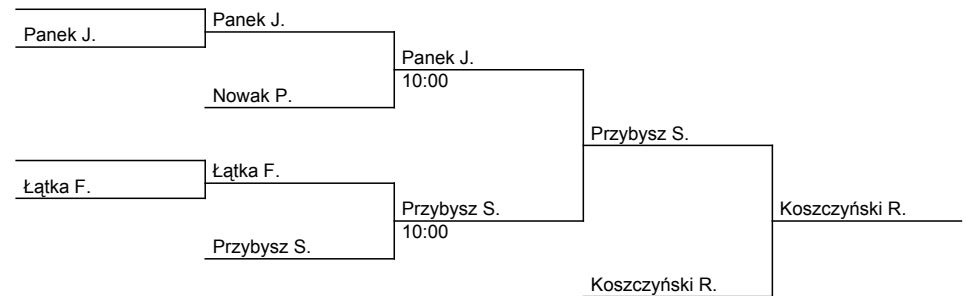 Panek J.
Panek J.
Nowak P.
Panek J.
10:00
Łątka F.
Łątka F.
Przybysz S.
Przybysz S.
10:00
Przybysz S.
Koszczyński R.
Koszczyński R.